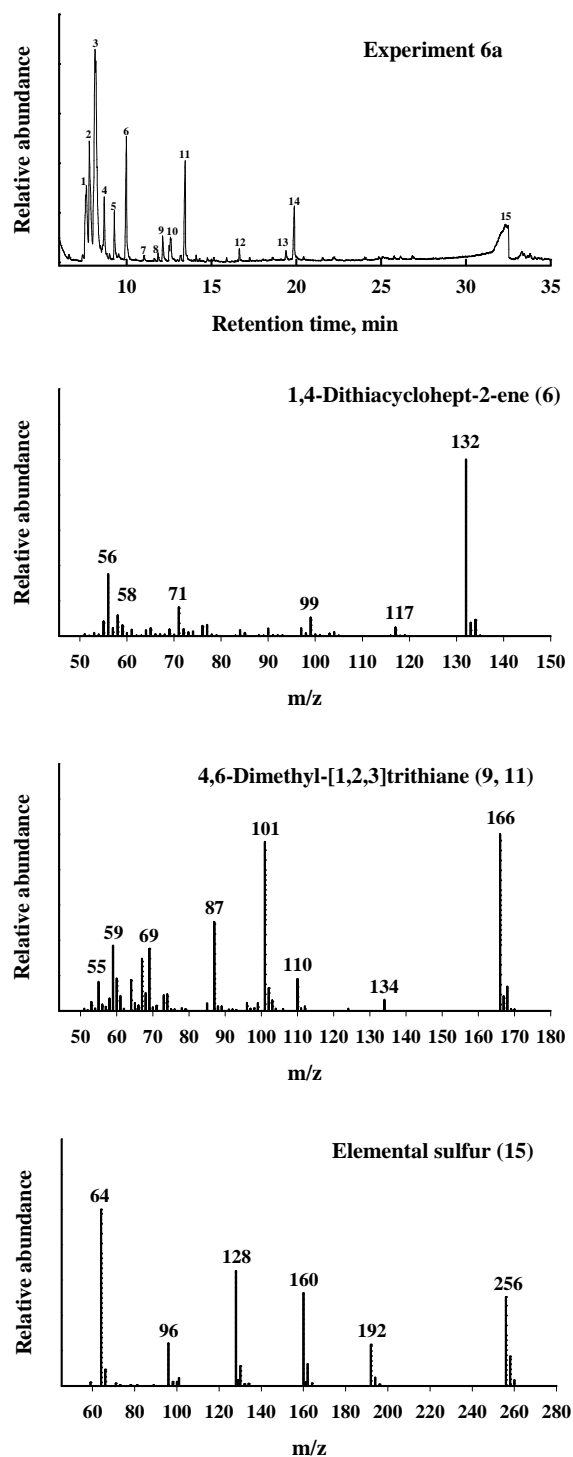 Experiment 6a
Relative abundance
1
2
3
4
5
6
7
8
9
10
11
12
13
14
15
10 15 20 25 30 35
Retention time, min
1,4-Dithiacyclohept-2-ene (6)
Relative abundance
132
56
58
71
99
117
50 60 70 80 90 100 110 120 130 140 150
m/z
4,6-Dimethyl-[1,2,3]trithiane (9, 11)
Relative abundance
166
101
87
59
69
55
110
134
50 60 70 80 90 100 110 120 130 140 150 160 170 180
m/z
Elemental sulfur (15)
Relative abundance
64
128
160
256
96
192
60 80 100 120 140 160 180 200 220 240 260 280
m/z